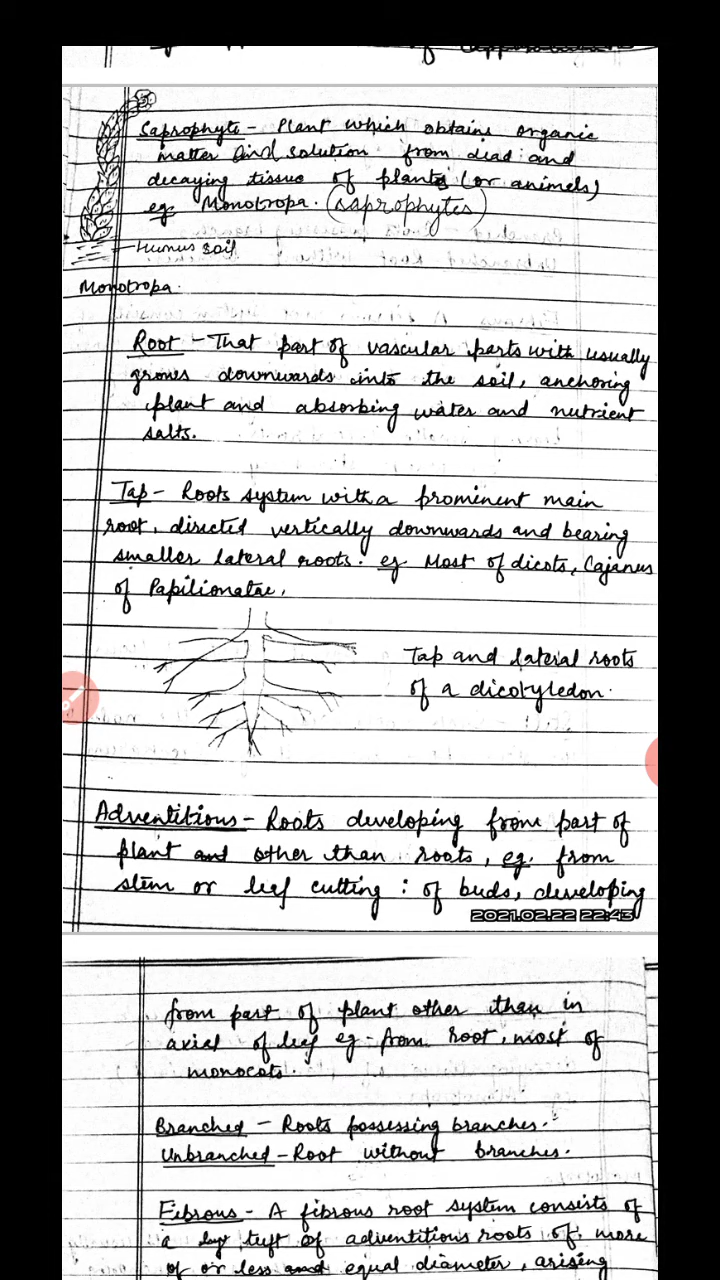 of
Saprophyte - Plant which obtains organic
matter in solution from dead and
decaying tissue of plants (or animals)
eg Monotropa. (saprophytes)
Humus soil
Monotropa.
Root - That part of vascular parts with usually
grows downwards into the soil, anchoring
plant and absorbing water and nutrient
salts.
Tap - Roots system with a prominent main
root, directed vertically downwards and bearing
smaller lateral roots. eg Most of dicots, Cajanus
of Papilionatae,
Tap and lateral roots
of a dicotyledon.
Adventitious - Roots developing from part of
plant and other than roots, eg. from
stem or leaf cutting : of buds, developing
2021.02.22 22:43
from part of plant other than in
axial of leaf eg - from root, most of
monocots.
Branched - Roots possessing branches.
Unbranched - Root without branches.
Fibrous - A fibrous root system consists of
a tuft of adventitious roots of more
of or less and equal diameter, arising